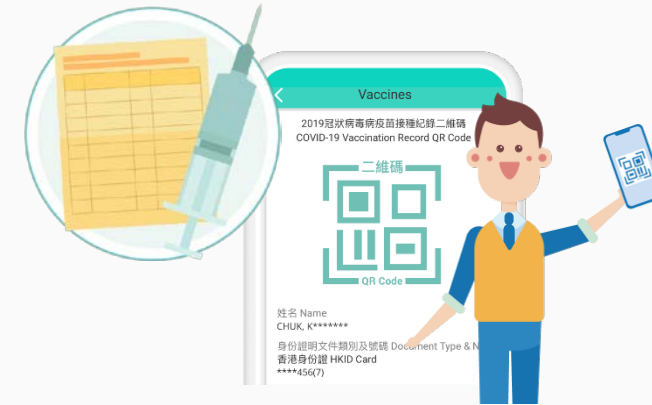 Vaccines
2019冠狀病毒病疫苗接種紀錄二維碼
COVID-19 Vaccination Record QR Code
二維碼
QR Code
姓名 Name
CHUK, K*******
身份證明文件類別及號碼 Document Type & N
香港身份證 HKID Card
****456(7)